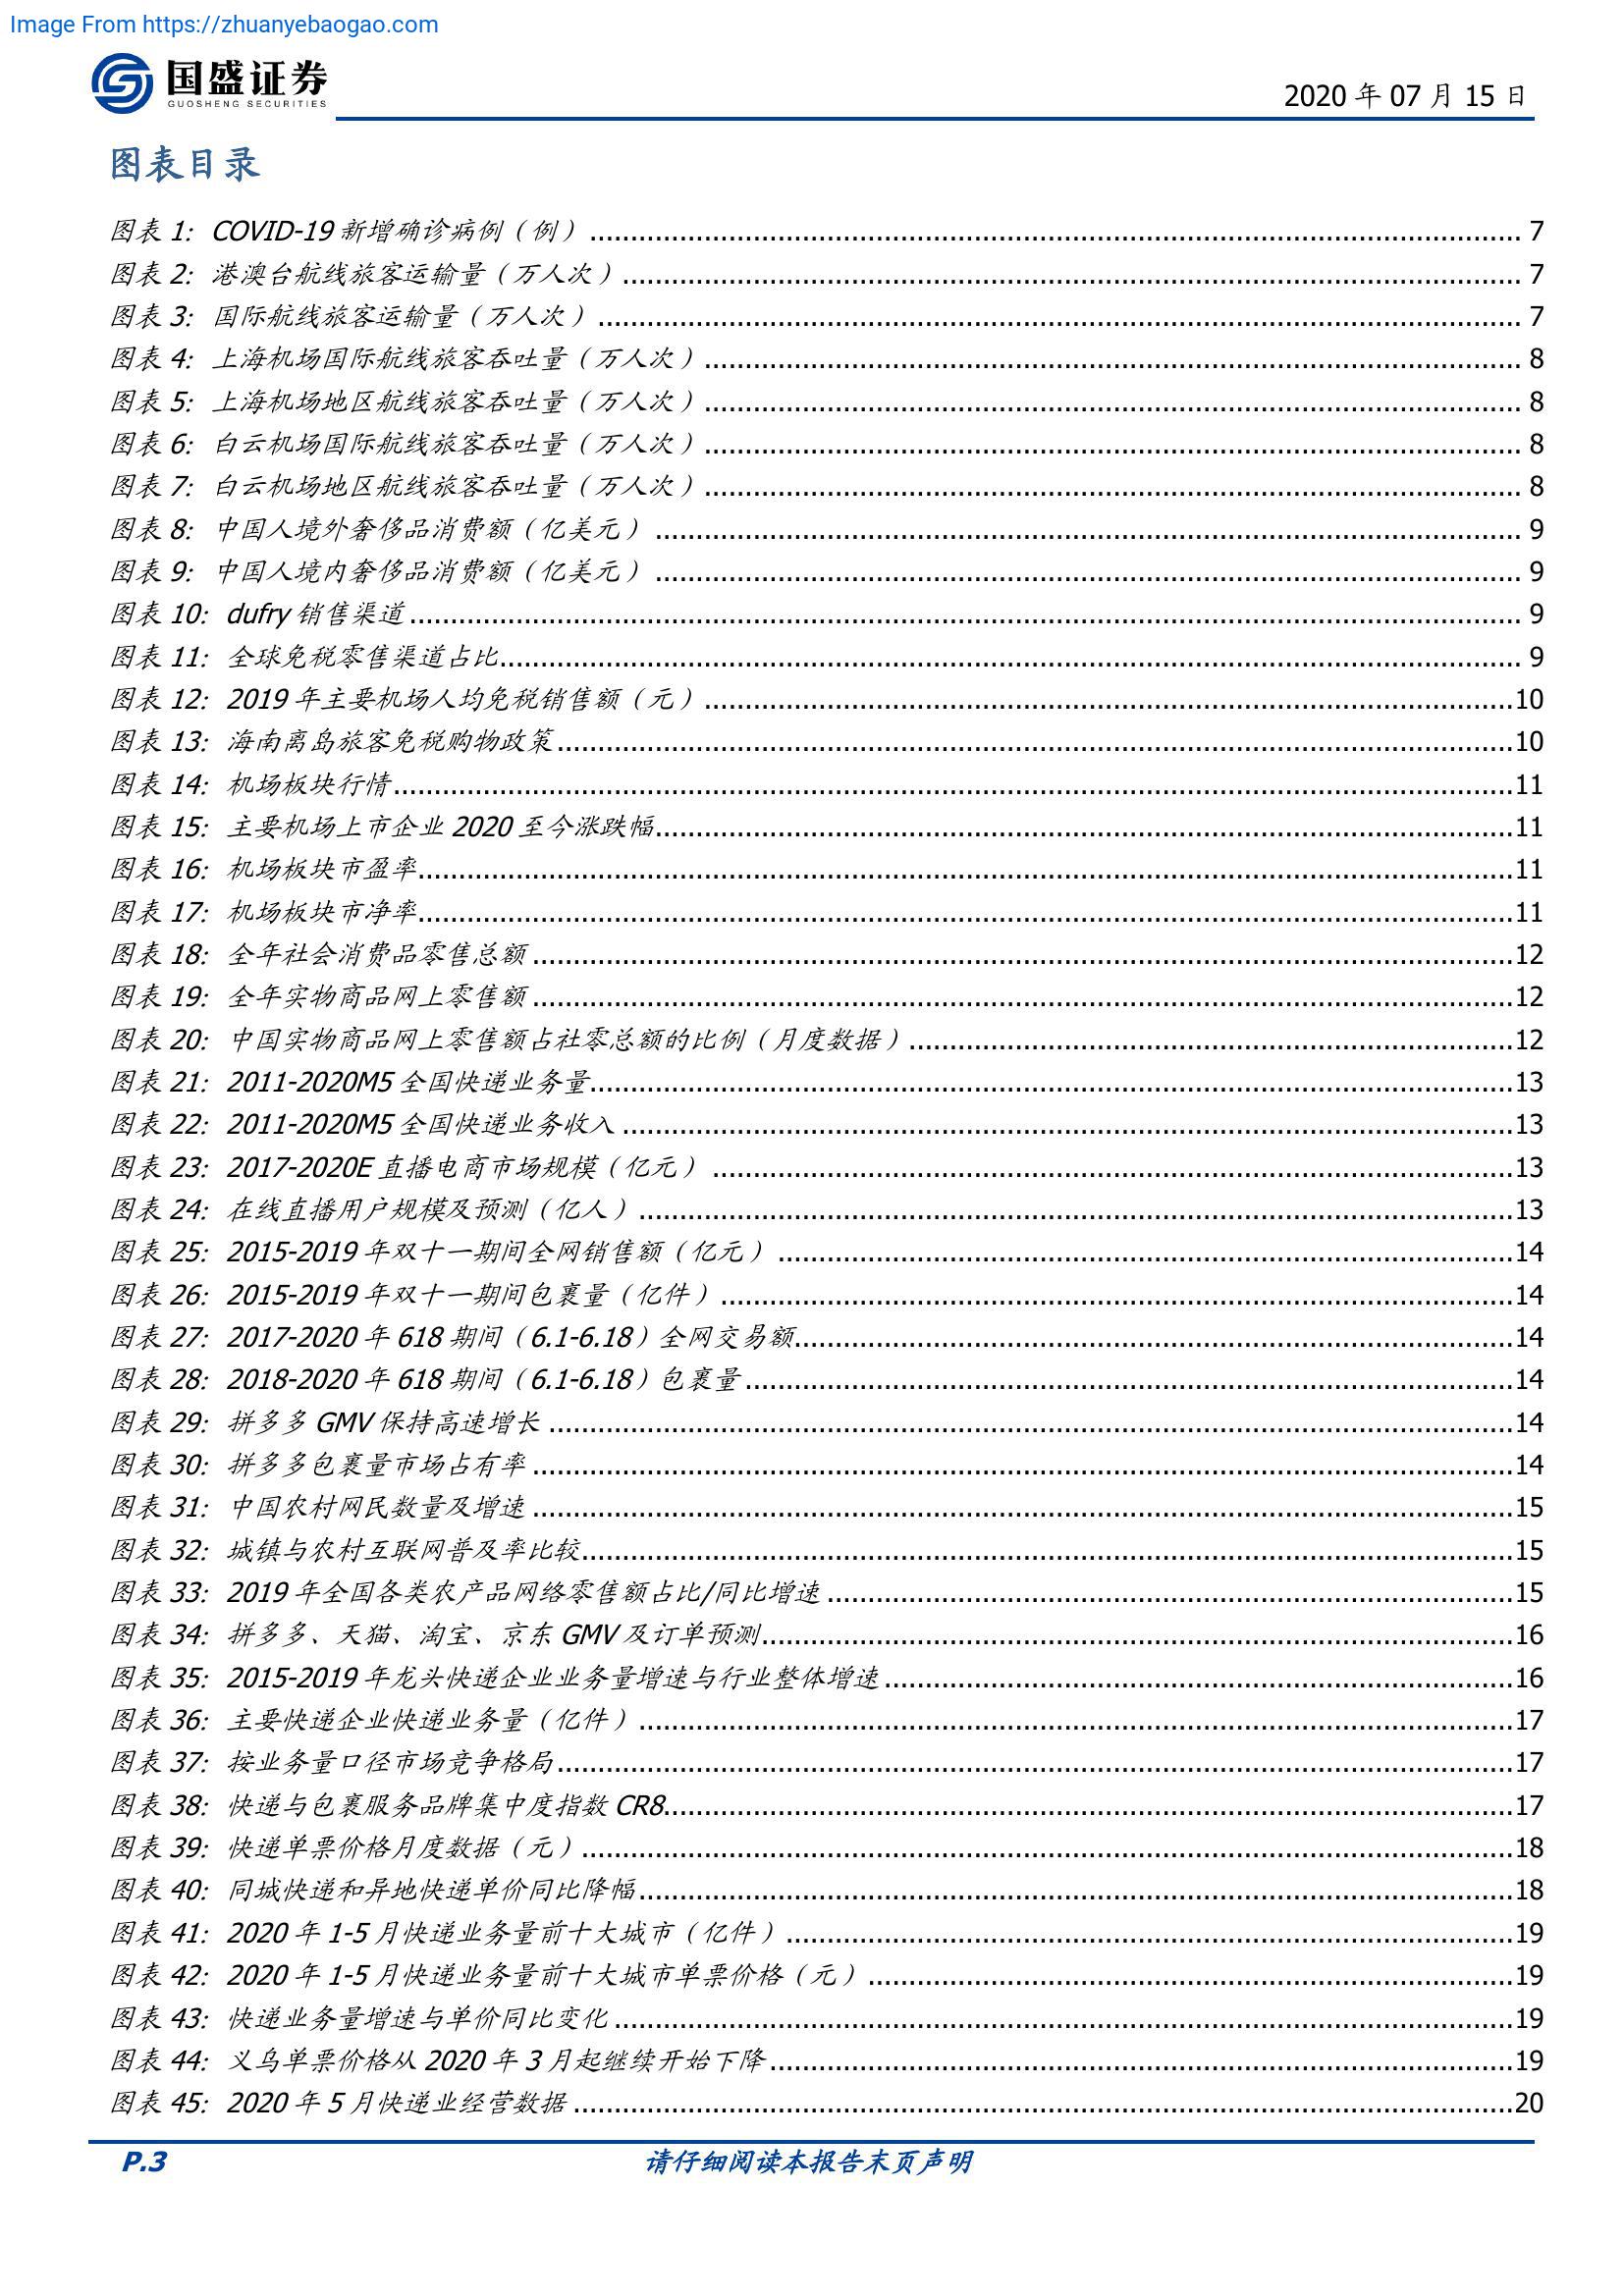 Image From https://zhuanyebaogao.com
国盛证券
GUOSHENG SECURITIES
2020 年 07 月 15 日
图表目录
图表 1: COVID-19 新增确诊病例（例） 7
图表 2: 港澳台航线旅客运输量（万人次） 7
图表 3: 国际航线旅客运输量（万人次） 7
图表 4: 上海机场国际航线旅客吞吐量（万人次） 8
图表 5: 上海机场地区航线旅客吞吐量（万人次） 8
图表 6: 白云机场国际航线旅客吞吐量（万人次） 8
图表 7: 白云机场地区航线旅客吞吐量（万人次） 8
图表 8: 中国人境外奢侈品消费额（亿美元） 9
图表 9: 中国人境内奢侈品消费额（亿美元） 9
图表 10: dufry 销售渠道 9
图表 11: 全球免税零售渠道占比 9
图表 12: 2019 年主要机场人均免税销售额（元） 10
图表 13: 海南离岛旅客免税购物政策 10
图表 14: 机场板块行情 11
图表 15: 主要机场上市企业 2020 至今涨跌幅 11
图表 16: 机场板块市盈率 11
图表 17: 机场板块市净率 11
图表 18: 全年社会消费品零售总额 12
图表 19: 全年实物商品网上零售额 12
图表 20: 中国实物商品网上零售额占社零总额的比例（月度数据） 12
图表 21: 2011-2020M5 全国快递业务量 13
图表 22: 2011-2020M5 全国快递业务收入 13
图表 23: 2017-2020E 直播电商市场规模（亿元） 13
图表 24: 在线直播用户规模及预测（亿人） 13
图表 25: 2015-2019 年双十一期间全网销售额（亿元） 14
图表 26: 2015-2019 年双十一期间包裹量（亿件） 14
图表 27: 2017-2020 年 618 期间（6.1-6.18）全网交易额 14
图表 28: 2018-2020 年 618 期间（6.1-6.18）包裹量 14
图表 29: 拼多多 GMV 保持高速增长 14
图表 30: 拼多多包裹量市场占有率 14
图表 31: 中国农村网民数量及增速 15
图表 32: 城镇与农村互联网普及率比较 15
图表 33: 2019 年全国各类农产品网络零售额占比/同比增速 15
图表 34: 拼多多、天猫、淘宝、京东 GMV 及订单预测 16
图表 35: 2015-2019 年龙头快递企业业务量增速与行业整体增速 16
图表 36: 主要快递企业快递业务量（亿件） 17
图表 37: 按业务量口径市场竞争格局 17
图表 38: 快递与包裹服务品牌集中度指数 CR8 17
图表 39: 快递单票价格月度数据（元） 18
图表 40: 同城快递和异地快递单价同比降幅 18
图表 41: 2020 年 1-5 月快递业务量前十大城市（亿件） 19
图表 42: 2020 年 1-5 月快递业务量前十大城市单票价格（元） 19
图表 43: 快递业务量增速与单价同比变化 19
图表 44: 义乌单票价格从 2020 年 3 月起继续开始下降 19
图表 45: 2020 年 5 月快递业经营数据 20
P.3
请仔细阅读本报告末页声明